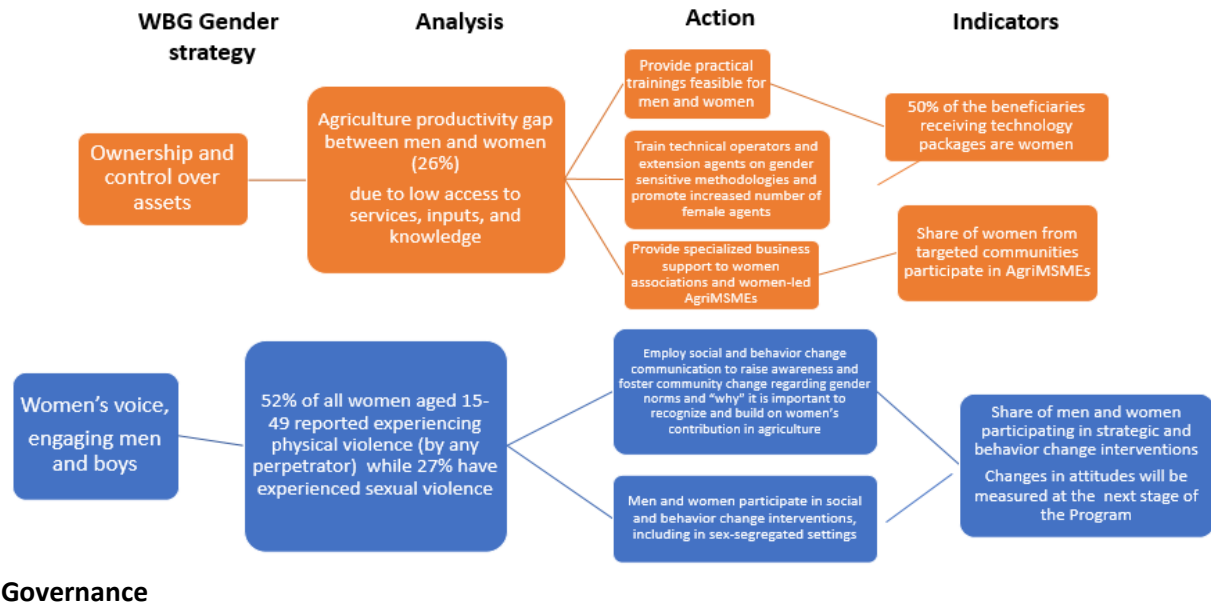 WBG Gender
strategy
Analysis
Action
Indicators
Ownership and
control over
assets
Agriculture productivity gap
between men and women
(26%)
due to low access to
services, inputs, and
knowledge
Provide practical
trainings feasible for
men and women
Train technical operators and
extension agents on gender
sensitive methodologies and
promote increased number of
female agents
Provide specialized business
support to women
associations and women-led
AgriMSMEs
50% of the beneficiaries
receiving technology
packages are women
Share of women from
targeted communities
participate in AgriMSMEs
Women's voice,
engaging men
and boys
52% of all women aged 15-
49 reported experiencing
physical violence (by any
perpetrator) while 27% have
experienced sexual violence
Employ social and behavior change
communication to raise awareness and
foster community change regarding gender
norms and “why” it is important to
recognize and build on women's
contribution in agriculture
Men and women participate in social
and behavior change interventions,
including in sex-segregated settings
Share of men and women
participating in strategic and
behavior change interventions
Changes in attitudes will be
measured at the next stage of
the Program
Governance